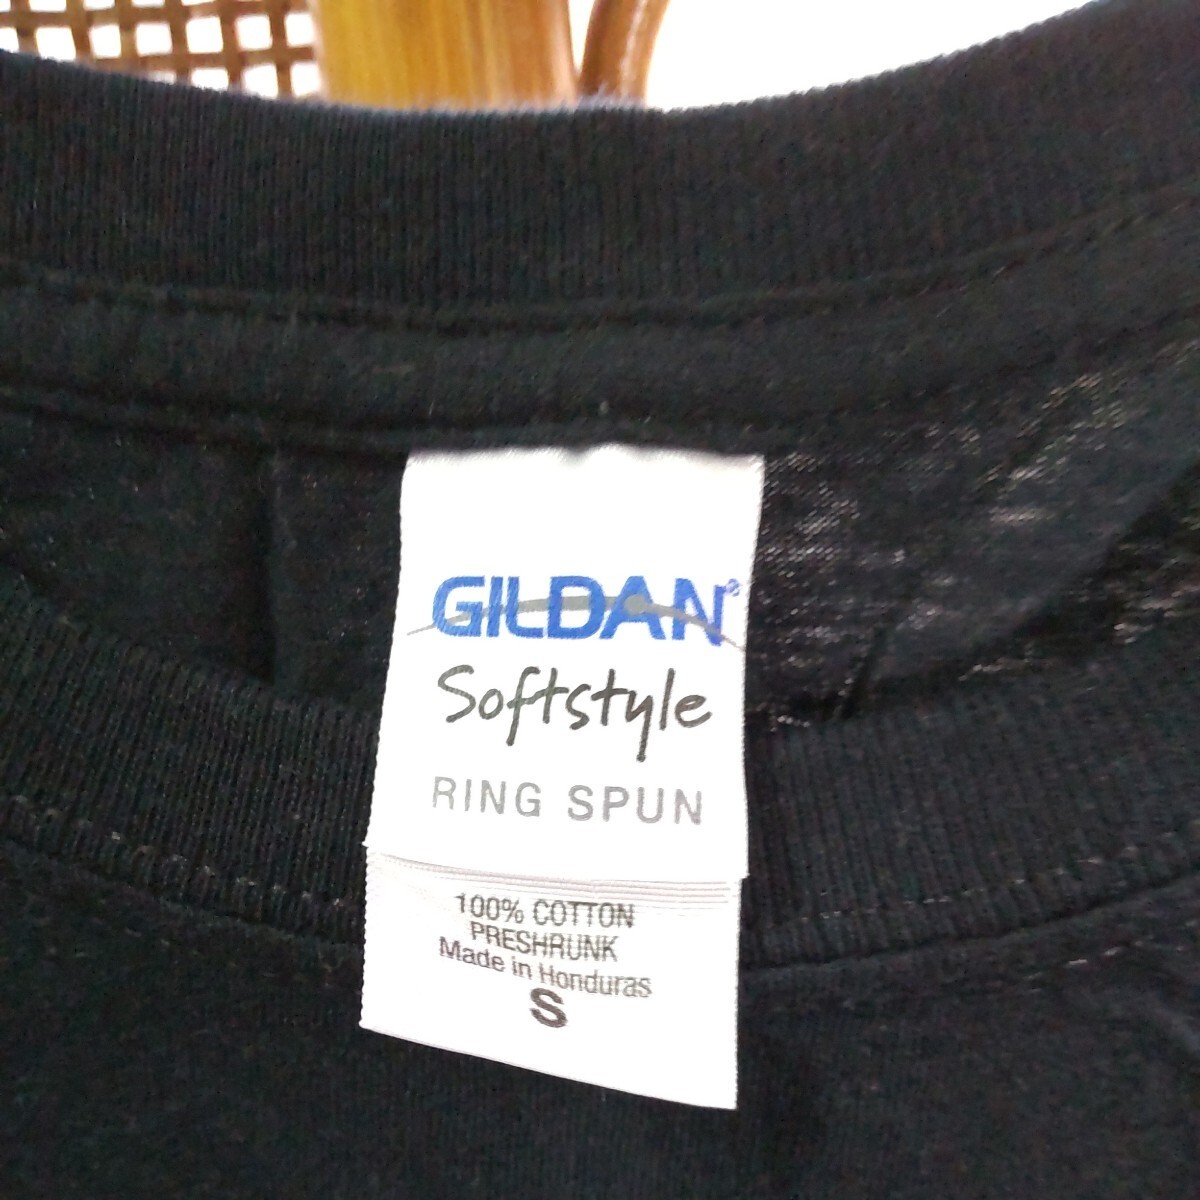 GILDAN®
Softstyle
RING SPUN
100% COTTON
PRESHRUNK
Made in Honduras
S